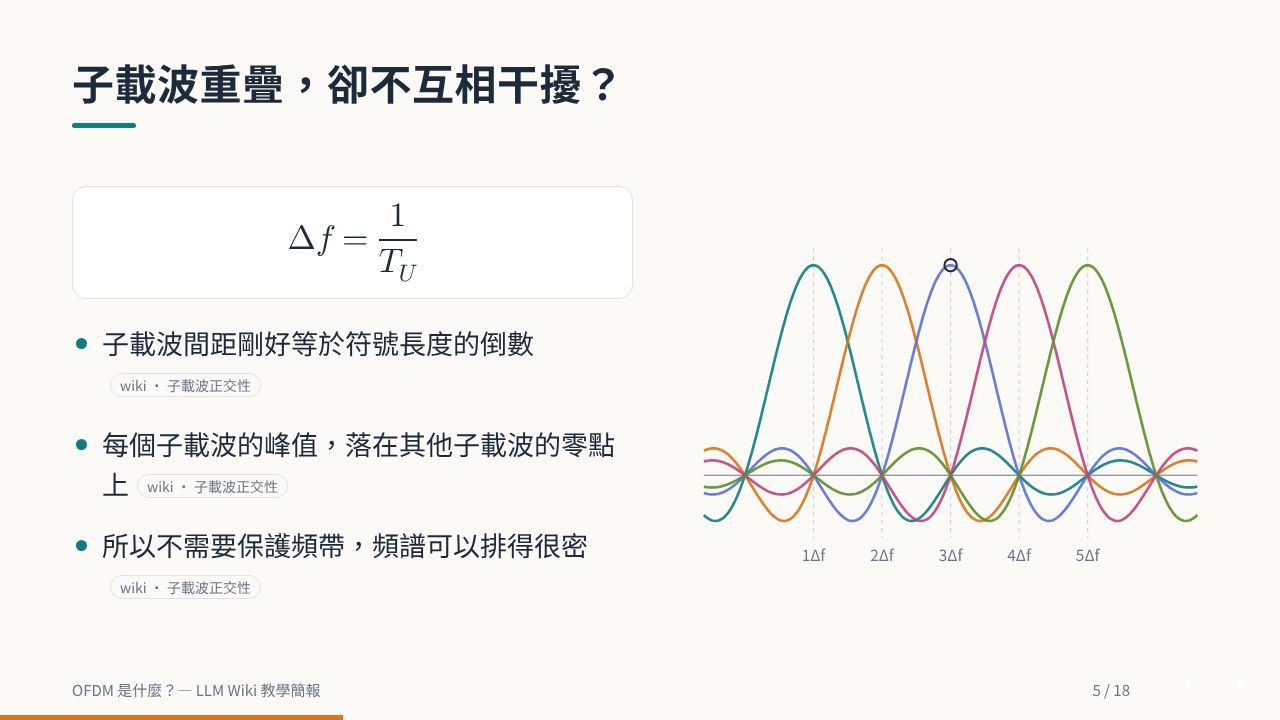 子載波重疊，卻不互相干擾？
Δf = 1/T_U
子載波間距剛好等於符號長度的倒數
wiki · 子載波正交性
每個子載波的峰值，落在其他子載波的零點
上 wiki · 子載波正交性
所以不需要保護頻帶，頻譜可以排得很密
wiki · 子載波正交性
1Δf 2Δf 3Δf 4Δf 5Δf
OFDM 是什麼？— LLM Wiki 教學簡報
5 / 18